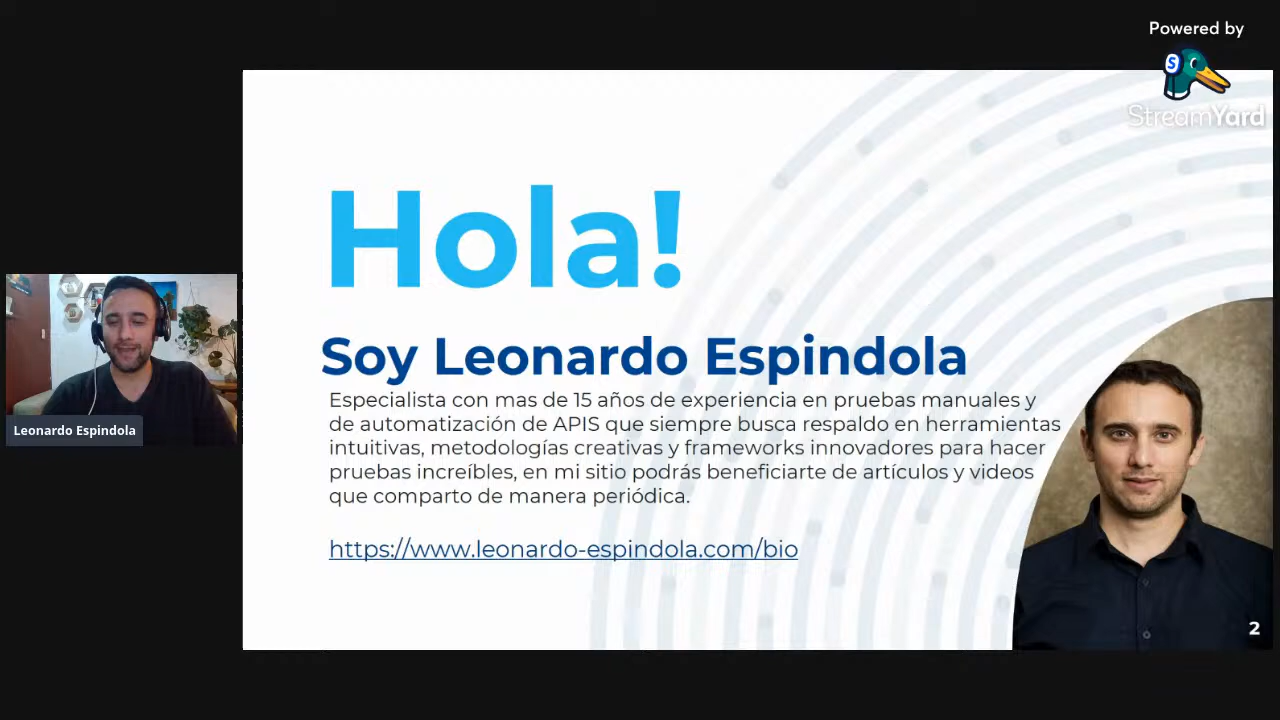 Powered by
S
StreamYard
Hola!
Soy Leonardo Espindola
Especialista con mas de 15 años de experiencia en pruebas manuales y
de automatización de APIS que siempre busca respaldo en herramientas
intuitivas, metodologías creativas y frameworks innovadores para hacer
pruebas increíbles, en mi sitio podrás beneficiarte de artículos y videos
que comparto de manera periódica.
https://www.leonardo-espindola.com/bio
Leonardo Espindola
2